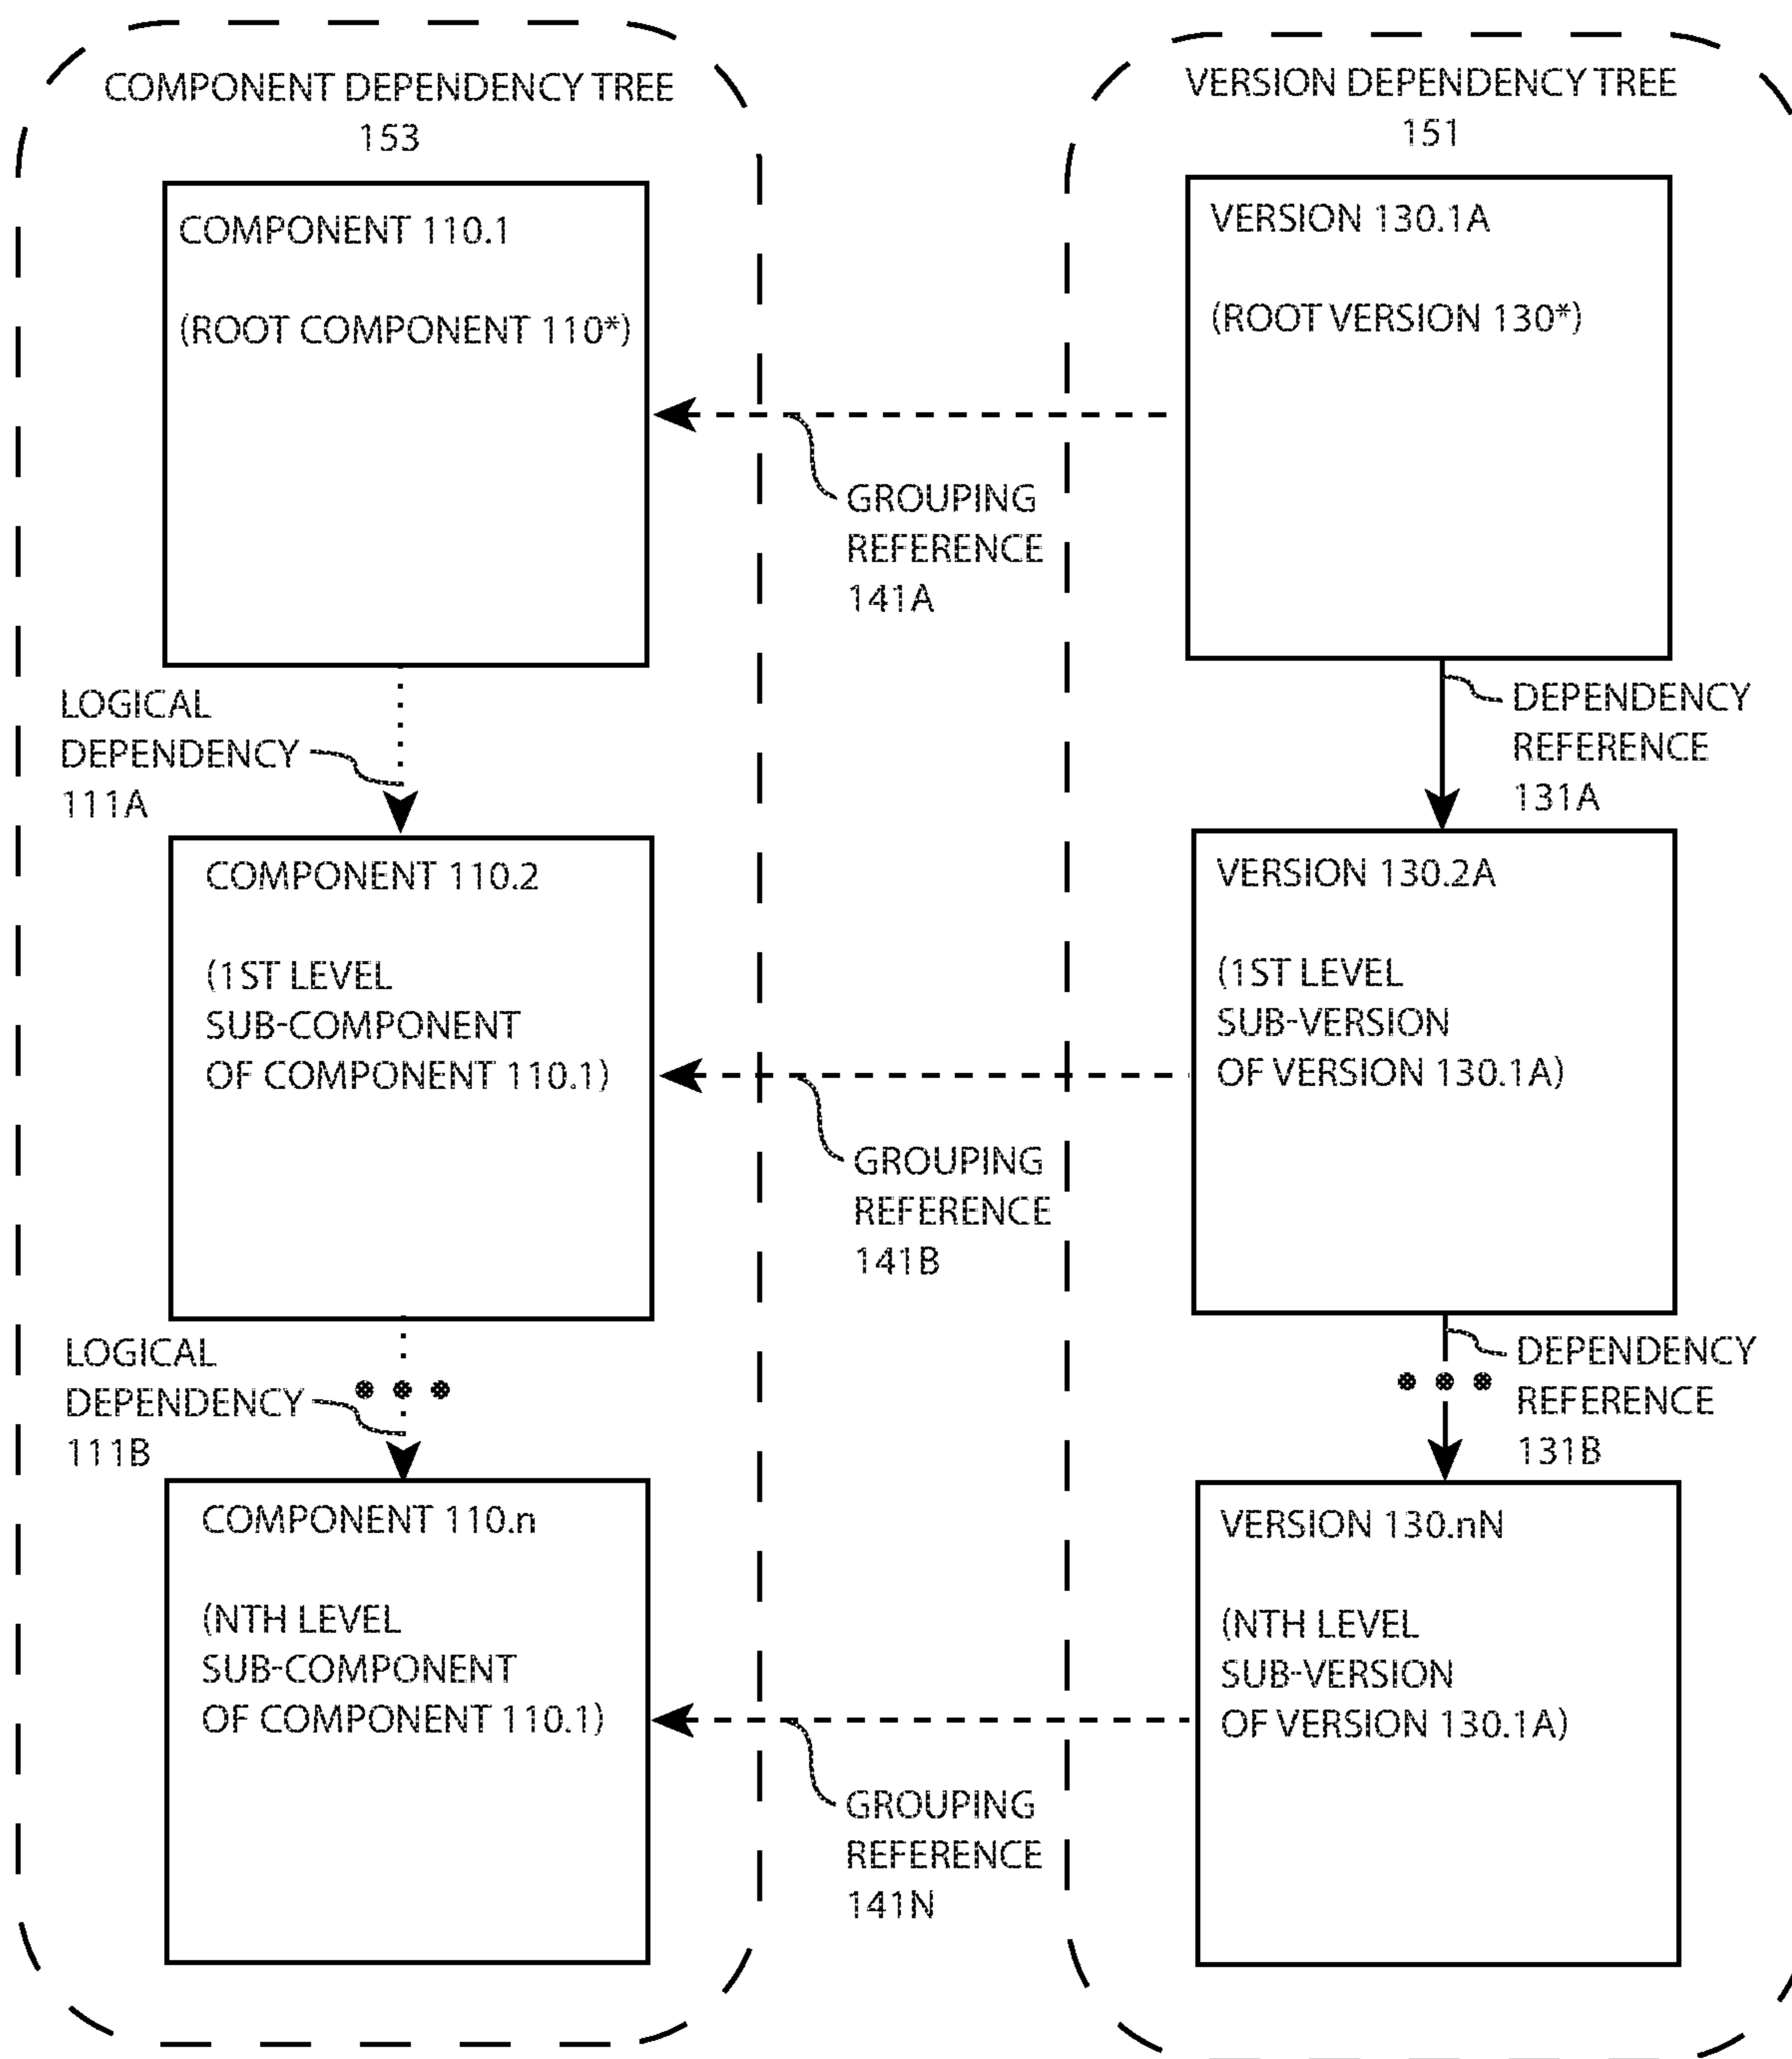 COMPONENT DEPENDENCY TREE
153
COMPONENT 110.1
(ROOT COMPONENT 110*)
LOGICAL
DEPENDENCY
111A
COMPONENT 110.2
(1ST LEVEL
SUB-COMPONENT
OF COMPONENT 110.1)
LOGICAL
DEPENDENCY
111B
COMPONENT 110.n
(NTH LEVEL
SUB-COMPONENT
OF COMPONENT 110.1)
GROUPING
REFERENCE
141A
GROUPING
REFERENCE
141B
GROUPING
REFERENCE
141N
VERSION DEPENDENCY TREE
151
VERSION 130.1A
(ROOT VERSION 130*)
DEPENDENCY
REFERENCE
131A
VERSION 130.2A
(1ST LEVEL
SUB-VERSION
OF VERSION 130.1A)
DEPENDENCY
REFERENCE
131B
VERSION 130.nN
(NTH LEVEL
SUB-VERSION
OF VERSION 130.1A)